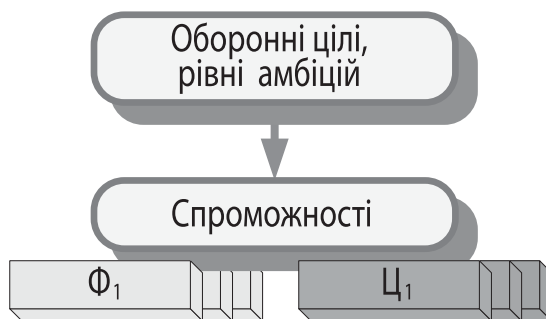 Оборонні цілі,
рівні амбіцій
Спроможності
Ф₁
Ц₁